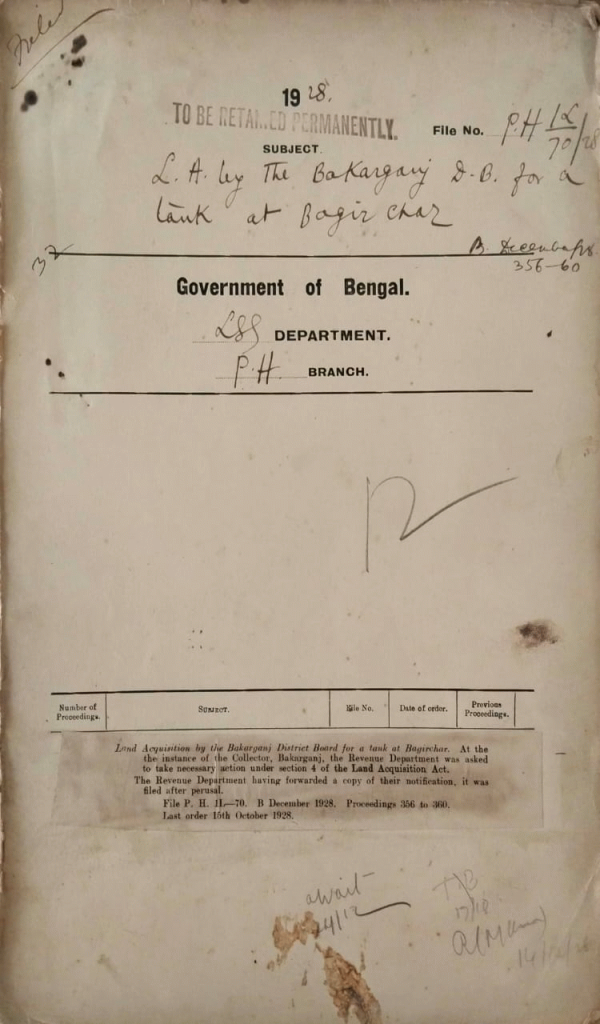 File
1928.
TO BE RETAINED PERMANENTLY.
File No. P.H 1L/70/28
SUBJECT
L. A. by The Bakarganj D.B. for a
tank at Bagir Char
B. December/28
356-60
Government of Bengal.
LSG DEPARTMENT.
P.H. BRANCH.
Number of Proceedings.
SUBJECT.
File No.
Date of order.
Previous Proceedings.
Land Acquisition by the Bakarganj District Board for a tank at Bagirchar. At the
the instance of the Collector, Bakarganj, the Revenue Department was asked
to take necessary action under section 4 of the Land Acquisition Act.
The Revenue Department having forwarded a copy of their notification, it was
filed after perusal.
File P. H. 1L—70. B December 1928. Proceedings 356 to 360.
Last order 15th October 1928.
await